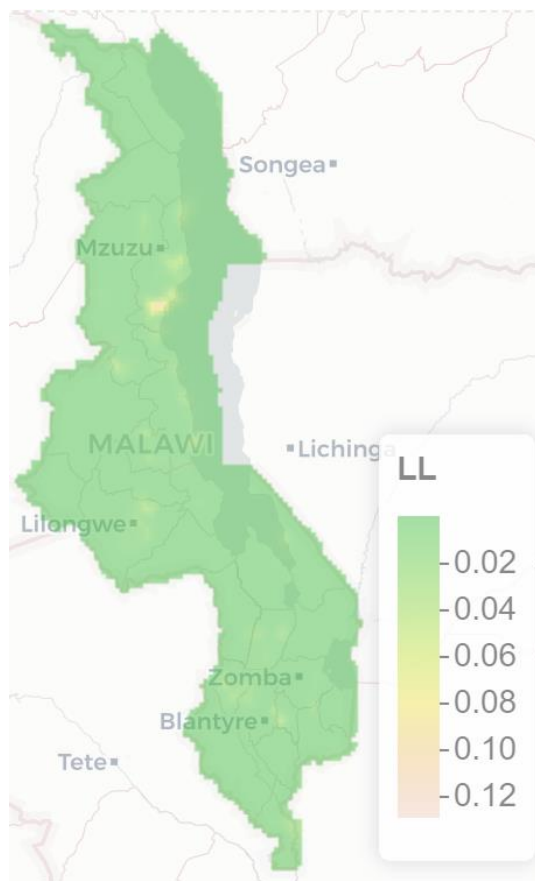 Songea
Mzuzu
MALAWI
Lichinga
LL
Lilongwe
0.02
0.04
0.06
Zomba
0.08
Blantyre
0.10
Tete
0.12